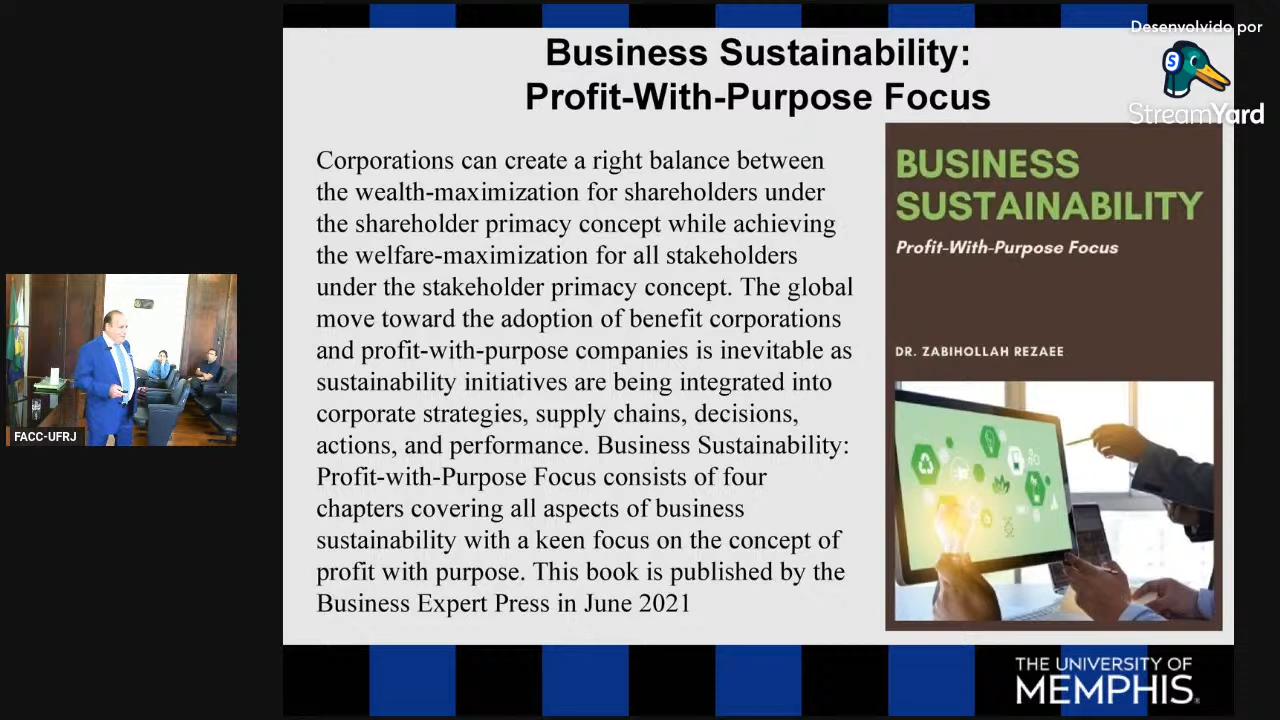 Desenvolvido por
StreamYard
Business Sustainability:
Profit-With-Purpose Focus
Corporations can create a right balance between
the wealth-maximization for shareholders under
the shareholder primacy concept while achieving
the welfare-maximization for all stakeholders
under the stakeholder primacy concept. The global
move toward the adoption of benefit corporations
and profit-with-purpose companies is inevitable as
sustainability initiatives are being integrated into
corporate strategies, supply chains, decisions,
actions, and performance. Business Sustainability:
Profit-with-Purpose Focus consists of four
chapters covering all aspects of business
sustainability with a keen focus on the concept of
profit with purpose. This book is published by the
Business Expert Press in June 2021
BUSINESS
SUSTAINABILITY
Profit-With-Purpose Focus
DR. ZABIHOLLAH REZAEE
FACC-UFRJ
THE UNIVERSITY OF
MEMPHIS